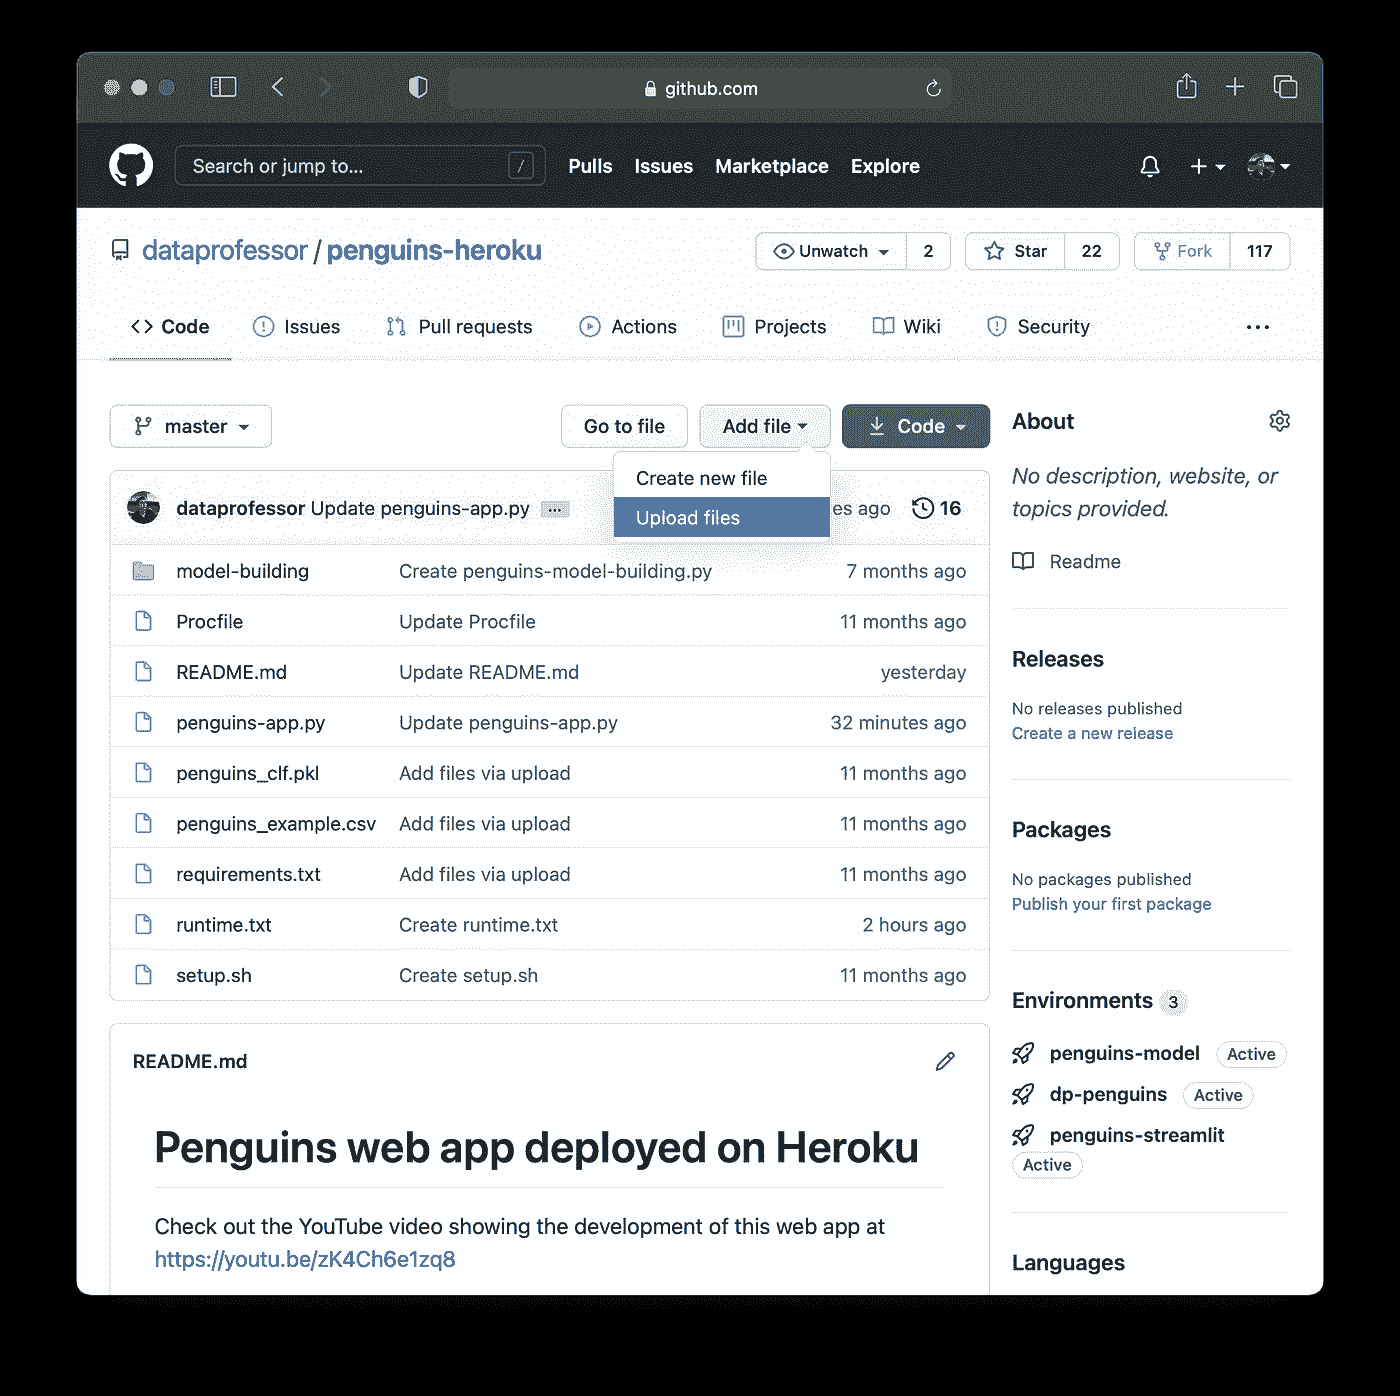 github.com
Search or jump to... /
Pulls Issues Marketplace Explore
dataprofessor / penguins-heroku
Unwatch 2 Star 22 Fork 117
Code Issues Pull requests Actions Projects Wiki Security ...
master Go to file Add file Code
Create new file
Upload files
dataprofessor Update penguins-app.py ... es ago 16
model-building Create penguins-model-building.py 7 months ago
Procfile Update Procfile 11 months ago
README.md Update README.md yesterday
penguins-app.py Update penguins-app.py 32 minutes ago
penguins_clf.pkl Add files via upload 11 months ago
penguins_example.csv Add files via upload 11 months ago
requirements.txt Add files via upload 11 months ago
runtime.txt Create runtime.txt 2 hours ago
setup.sh Create setup.sh 11 months ago
README.md
Penguins web app deployed on Heroku
Check out the YouTube video showing the development of this web app at
https://youtu.be/zK4Ch6e1zq8
About
No description, website, or
topics provided.
Readme
Releases
No releases published
Create a new release
Packages
No packages published
Publish your first package
Environments 3
penguins-model Active
dp-penguins Active
penguins-streamlit
Active
Languages